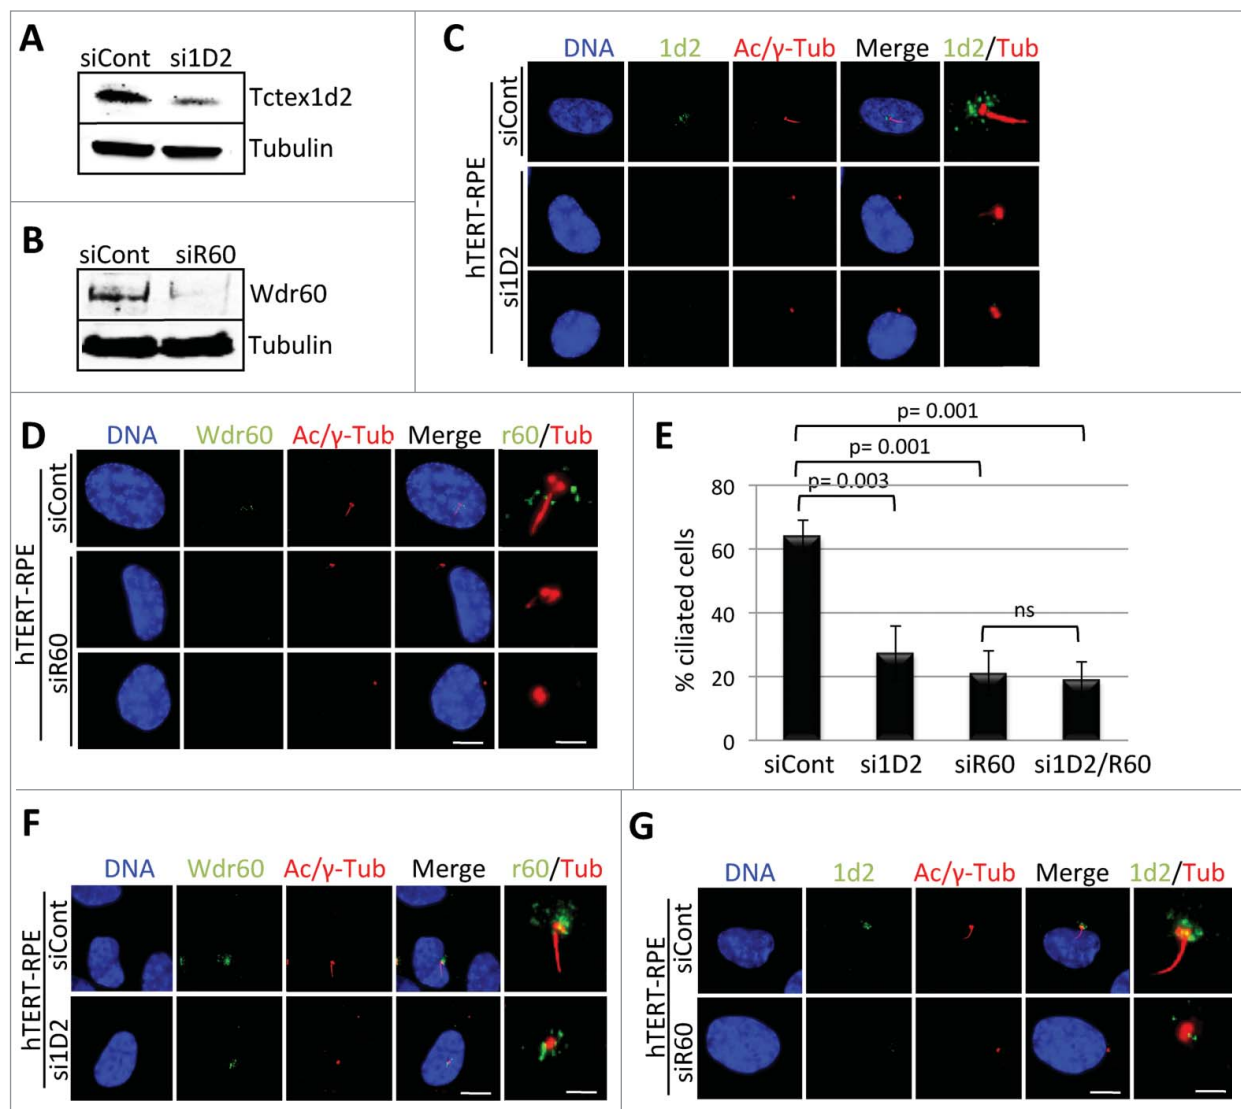 A
siCont si1D2
Tctex1d2
Tubulin
B
siCont siR60
Wdr60
Tubulin
C
DNA 1d2 Ac/γ-Tub Merge 1d2/Tub
hTERT-RPE
siCont
si1D2
D
DNA Wdr60 Ac/γ-Tub Merge r60/Tub
hTERT-RPE
siCont
siR60
E
p= 0.001
p= 0.001
p= 0.003
ns
% ciliated cells
80
60
40
20
0
siCont si1D2 siR60 si1D2/R60
F
DNA Wdr60 Ac/γ-Tub Merge r60/Tub
hTERT-RPE
siCont
si1D2
G
DNA 1d2 Ac/γ-Tub Merge 1d2/Tub
hTERT-RPE
siCont
siR60